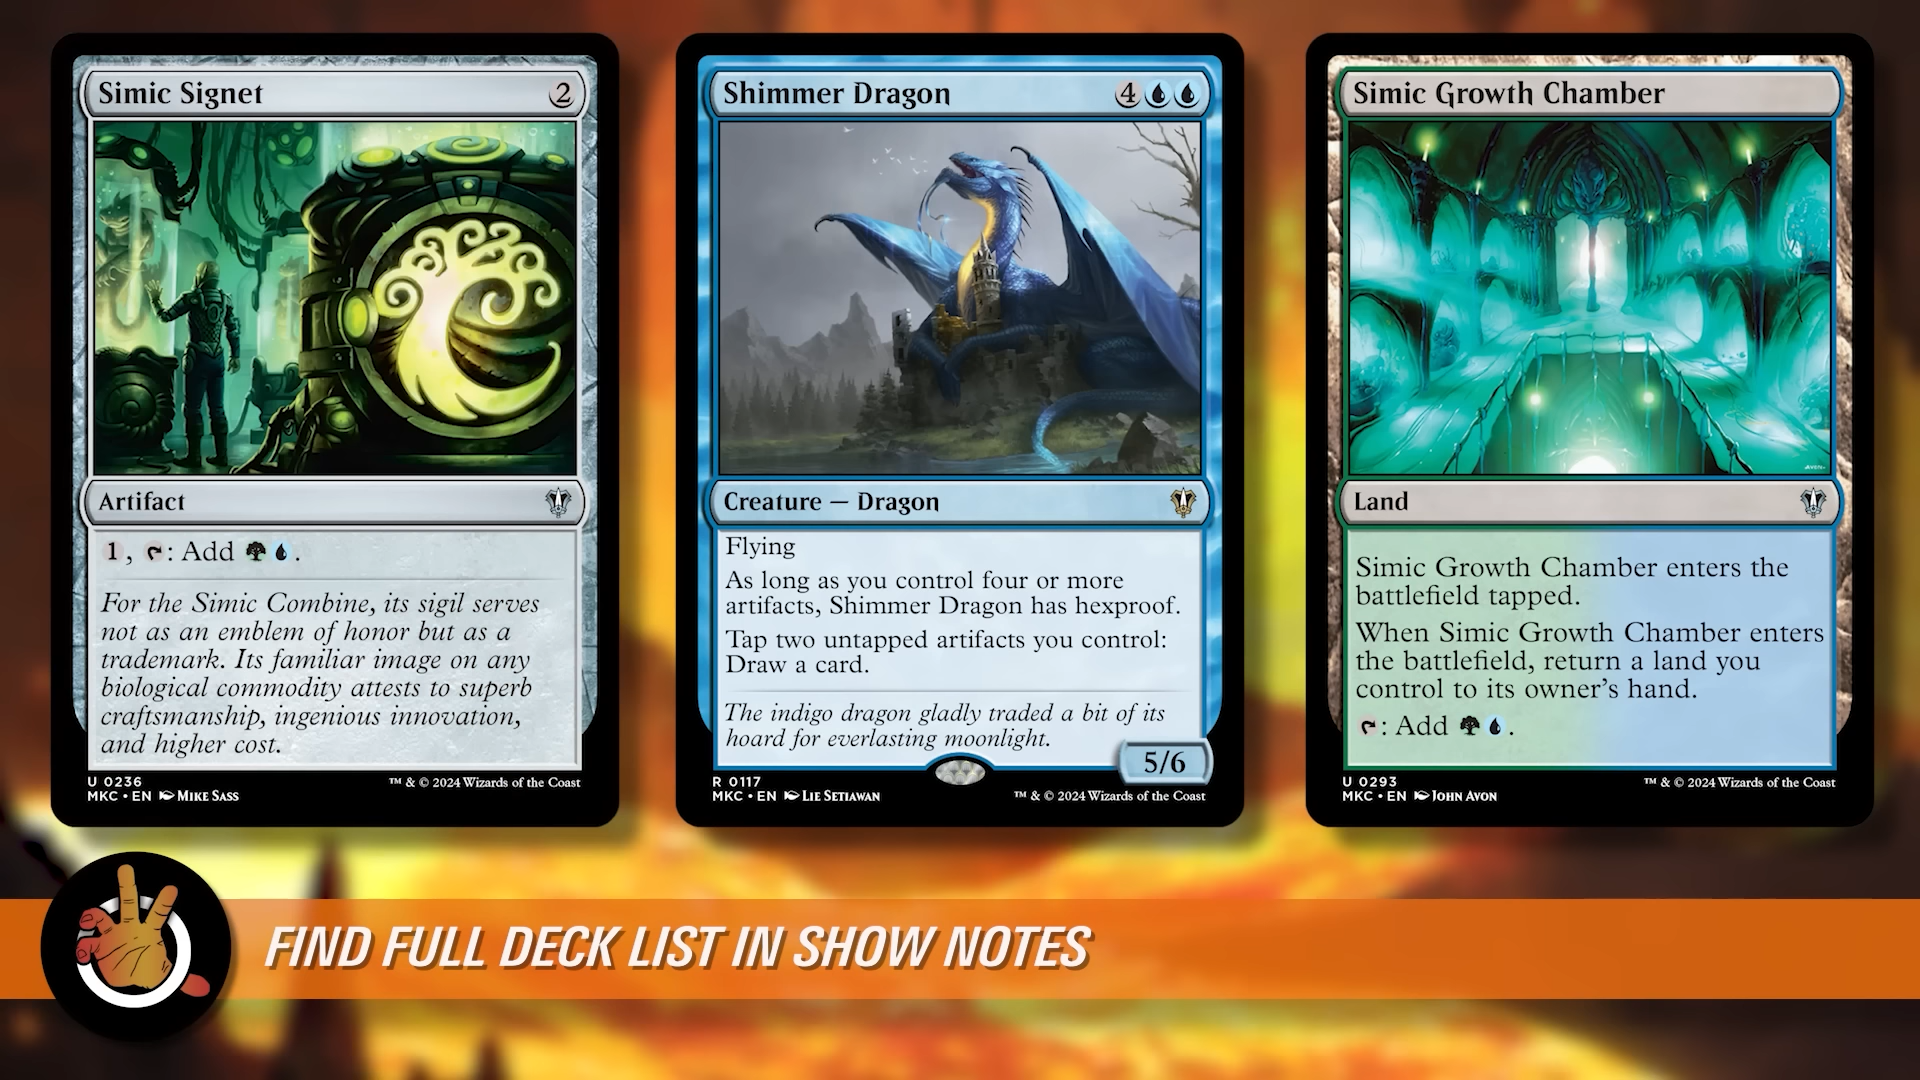 Simic Signet 2
Artifact
1, : Add .
For the Simic Combine, its sigil serves
not as an emblem of honor but as a
trademark. Its familiar image on any
biological commodity attests to superb
craftsmanship, ingenious innovation,
and higher cost.
U 0236
MKC • EN MIKE SASS
™ & © 2024 Wizards of the Coast
Shimmer Dragon 4
Creature — Dragon
Flying
As long as you control four or more
artifacts, Shimmer Dragon has hexproof.
Tap two untapped artifacts you control:
Draw a card.
The indigo dragon gladly traded a bit of its
hoard for everlasting moonlight.
5/6
R 0117
MKC • EN LIE SETIAWAN
™ & © 2024 Wizards of the Coast
Simic Growth Chamber
Land
Simic Growth Chamber enters the
battlefield tapped.
When Simic Growth Chamber enters
the battlefield, return a land you
control to its owner's hand.
: Add .
U 0293
MKC • EN JOHN AVON
™ & © 2024 Wizards of the Coast
FIND FULL DECK LIST IN SHOW NOTES